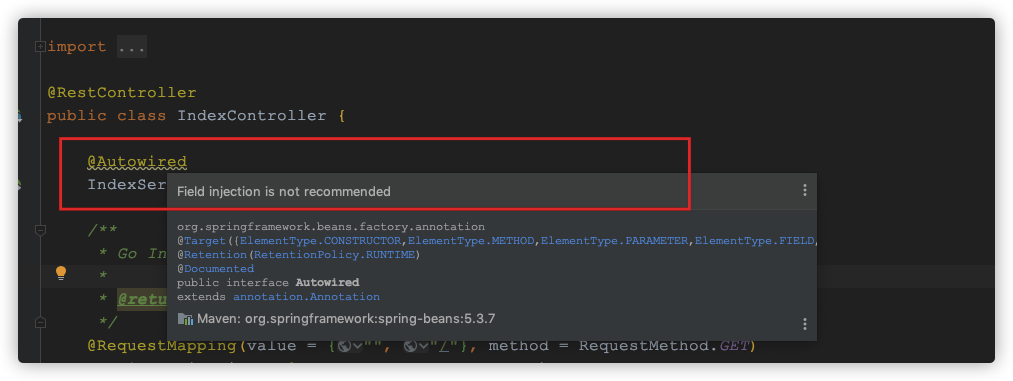 import ...
@RestController
public class IndexController {
@Autowired
IndexSer
Field injection is not recommended
org.springframework.beans.factory.annotation
@Target({ElementType.CONSTRUCTOR,ElementType.METHOD,ElementType.PARAMETER,ElementType.FIELD,
@Retention(RetentionPolicy.RUNTIME)
@Documented
public interface Autowired
extends annotation.Annotation
Maven: org.springframework:spring-beans:5.3.7
/**
* Go In
*
* @retu
*/
@RequestMapping(value = {"", "/"}, method = RequestMethod.GET)